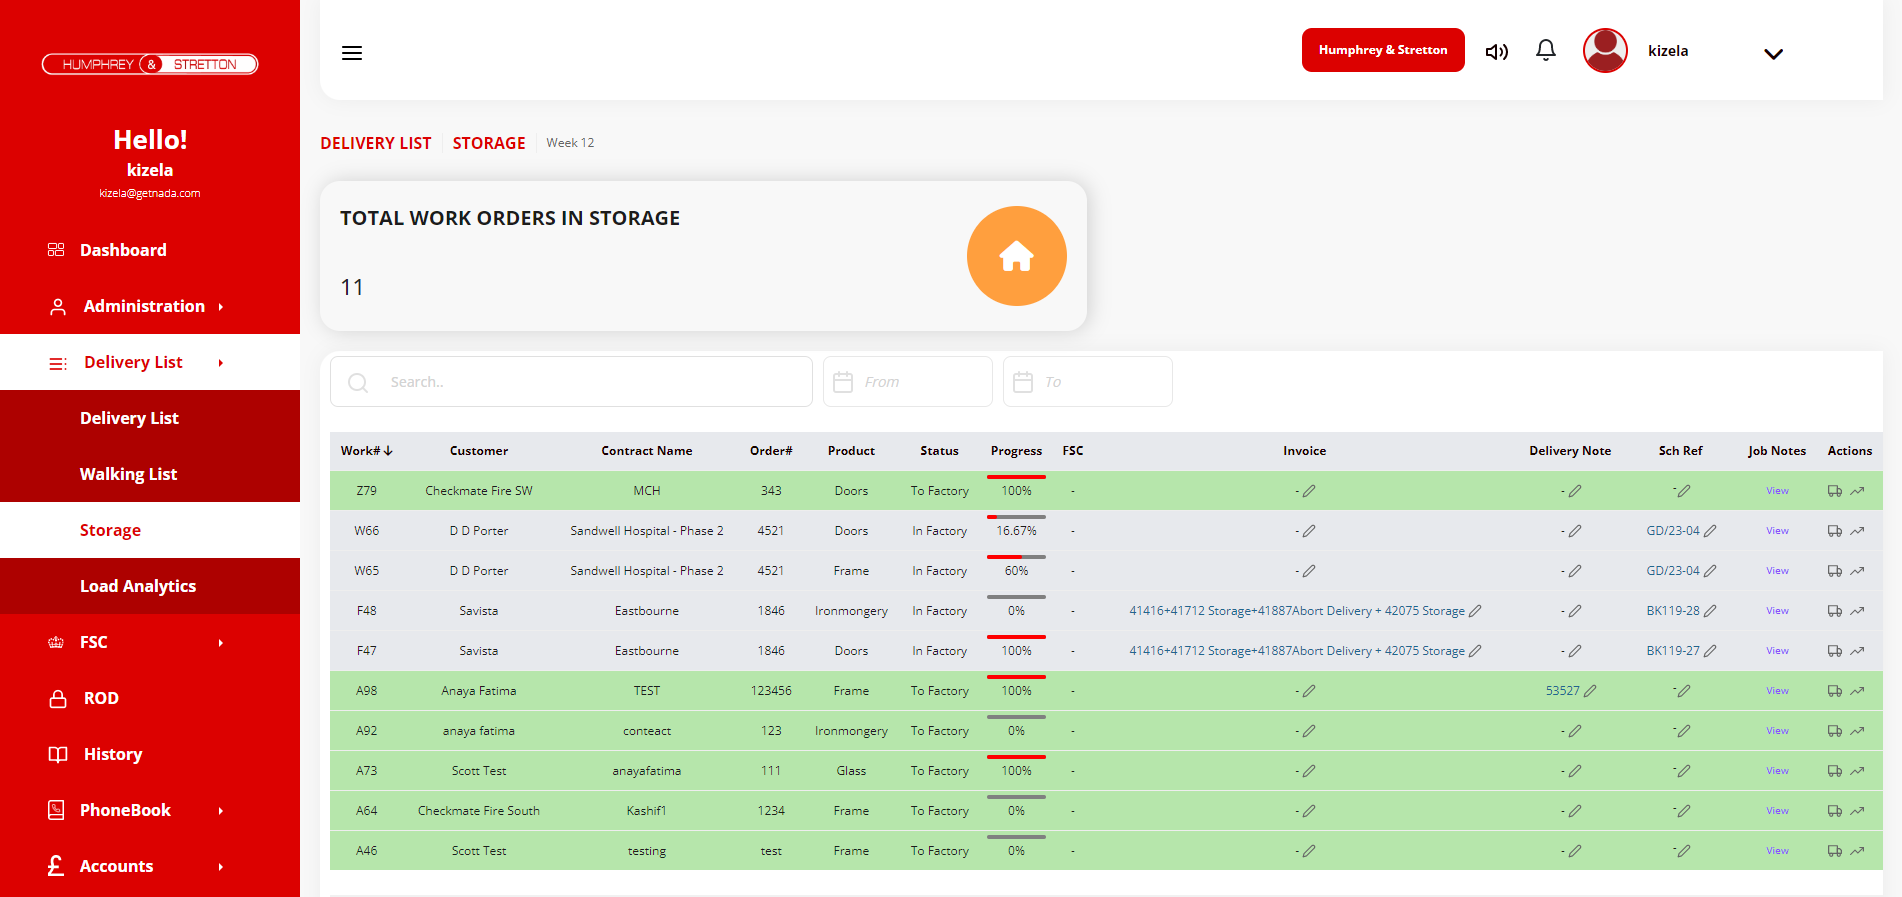 HUMPHREY & STRETTON
Humphrey & Stretton
kizela
Hello!
kizela
kizela@getnada.com
Dashboard
Administration
Delivery List
Delivery List
Walking List
Storage
Load Analytics
FSC
ROD
History
PhoneBook
Accounts
DELIVERY LIST STORAGE Week 12
TOTAL WORK ORDERS IN STORAGE
11
Search.. From To
Work# Customer Contract Name Order# Product Status Progress FSC Invoice Delivery Note Sch Ref Job Notes Actions
Z79 Checkmate Fire SW MCH 343 Doors To Factory 100% - - - - View
W66 D D Porter Sandwell Hospital - Phase 2 4521 Doors In Factory 16.67% - - - GD/23-04 View
W65 D D Porter Sandwell Hospital - Phase 2 4521 Frame In Factory 60% - - - GD/23-04 View
F48 Savista Eastbourne 1846 Ironmongery In Factory 0% - 41416+41712 Storage+41887Abort Delivery + 42075 Storage - BK119-28 View
F47 Savista Eastbourne 1846 Doors In Factory 100% - 41416+41712 Storage+41887Abort Delivery + 42075 Storage - BK119-27 View
A98 Anaya Fatima TEST 123456 Frame To Factory 100% - - 53527 - View
A92 anaya fatima conteact 123 Ironmongery To Factory 0% - - - - View
A73 Scott Test anayafatima 111 Glass To Factory 100% - - - - View
A64 Checkmate Fire South Kashif1 1234 Frame To Factory 0% - - - - View
A46 Scott Test testing test Frame To Factory 0% - - - - View